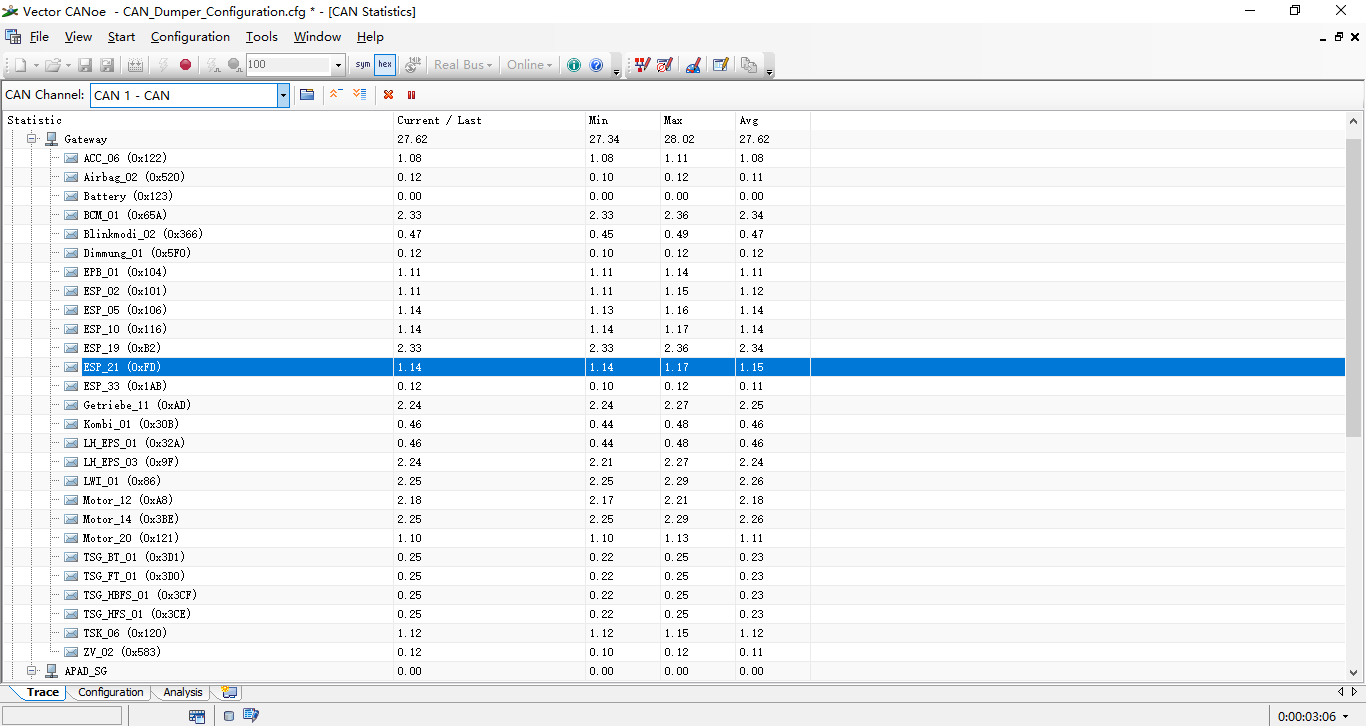 Vector CANoe - CAN_Dumper_Configuration.cfg * - [CAN Statistics]
File View Start Configuration Tools Window Help
100 sym hex Real Bus Online
CAN Channel: CAN 1 - CAN
Statistic Current / Last Min Max Avg
Gateway 27.62 27.34 28.02 27.62
ACC_06 (0x122) 1.08 1.08 1.11 1.08
Airbag_02 (0x520) 0.12 0.10 0.12 0.11
Battery (0x123) 0.00 0.00 0.00 0.00
BCM_01 (0x65A) 2.33 2.33 2.36 2.34
Blinkmodi_02 (0x366) 0.47 0.45 0.49 0.47
Dimmung_01 (0x5F0) 0.12 0.10 0.12 0.12
EPB_01 (0x104) 1.11 1.11 1.14 1.11
ESP_02 (0x101) 1.11 1.11 1.15 1.12
ESP_05 (0x106) 1.14 1.13 1.16 1.14
ESP_10 (0x116) 1.14 1.14 1.17 1.14
ESP_19 (0xB2) 2.33 2.33 2.36 2.34
ESP_21 (0xFD) 1.14 1.14 1.17 1.15
ESP_33 (0x1AB) 0.12 0.10 0.12 0.11
Getriebe_11 (0xAD) 2.24 2.24 2.27 2.25
Kombi_01 (0x30B) 0.46 0.44 0.48 0.46
LH_EPS_01 (0x32A) 0.46 0.44 0.48 0.46
LH_EPS_03 (0x9F) 2.24 2.21 2.27 2.24
LWI_01 (0x86) 2.25 2.25 2.29 2.26
Motor_12 (0xA8) 2.18 2.17 2.21 2.18
Motor_14 (0x3BE) 2.25 2.25 2.29 2.26
Motor_20 (0x121) 1.10 1.10 1.13 1.11
TSG_BT_01 (0x3D1) 0.25 0.22 0.25 0.23
TSG_FT_01 (0x3D0) 0.25 0.22 0.25 0.23
TSG_HBFS_01 (0x3CF) 0.25 0.22 0.25 0.23
TSG_HFS_01 (0x3CE) 0.25 0.22 0.25 0.23
TSK_06 (0x120) 1.12 1.12 1.15 1.12
ZV_02 (0x583) 0.12 0.10 0.12 0.11
APAD_SG 0.00 0.00 0.00 0.00
Trace Configuration Analysis
0:00:03:06